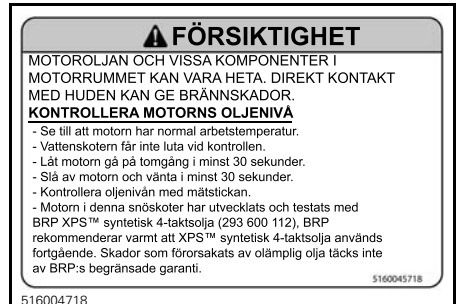 FÖRSIKTIGHET
MOTOROLJAN OCH VISSA KOMPONENTER I
MOTORRUMMET KAN VARA HETA. DIREKT KONTAKT
MED HUDEN KAN GE BRÄNNSKADOR.
KONTROLLERA MOTORNS OLJENIVÅ
- Se till att motorn har normal arbetstemperatur.
- Vattenskotern får inte luta vid kontrollen.
- Låt motorn gå på tomgång i minst 30 sekunder.
- Slå av motorn och vänta i minst 30 sekunder.
- Kontrollera oljenivån med mätstickan.
- Motorn i denna snöskoter har utvecklats och testats med
BRP XPS™ syntetisk 4-taktsolja (293 600 112), BRP
rekommenderar varmt att XPS™ syntetisk 4-taktsolja används
fortgående. Skador som förorsakats av olämplig olja täcks inte
av BRP:s begränsade garanti.
5160045718
516004718